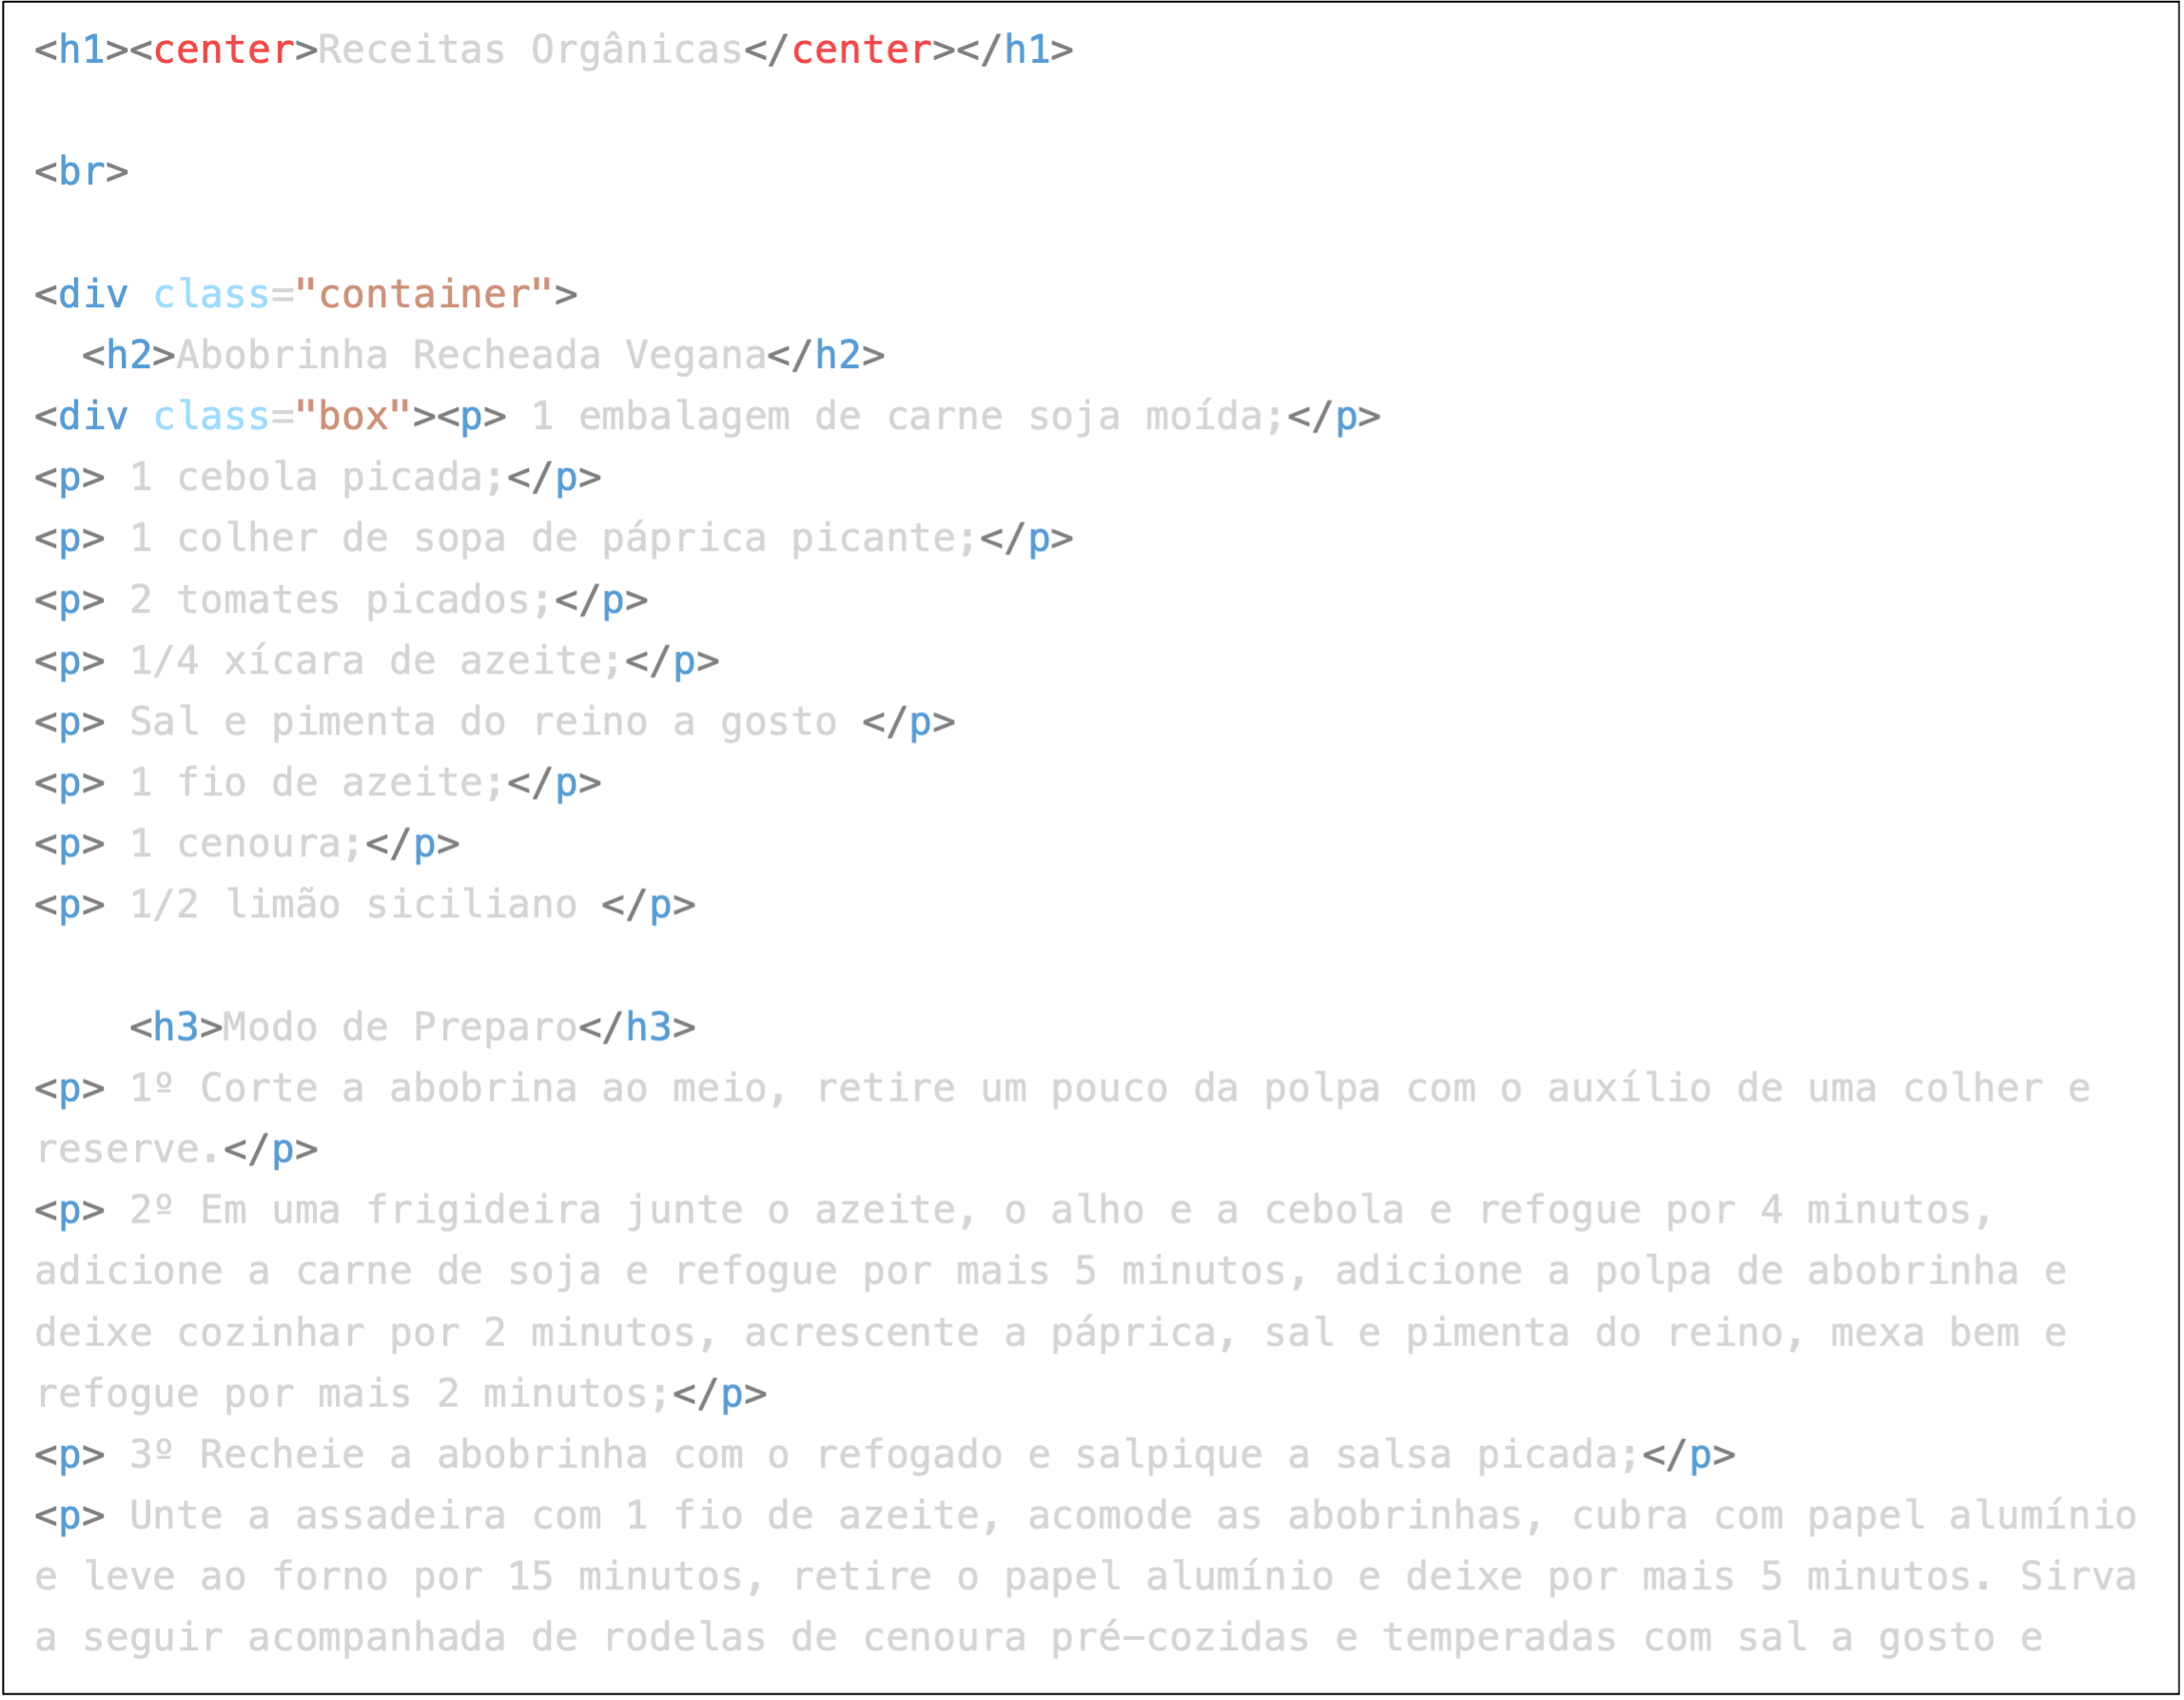 <h1><center>Receitas Orgânicas</center></h1>
<br>
<div class="container">
<h2>Abobrinha Recheada Vegana</h2>
<div class="box"><p> 1 embalagem de carne soja moída;</p>
<p> 1 cebola picada;</p>
<p> 1 colher de sopa de páprica picante;</p>
<p> 2 tomates picados;</p>
<p> 1/4 xícara de azeite;</p>
<p> Sal e pimenta do reino a gosto </p>
<p> 1 fio de azeite;</p>
<p> 1 cenoura;</p>
<p> 1/2 limão siciliano </p>
<h3>Modo de Preparo</h3>
<p> 1º Corte a abobrina ao meio, retire um pouco da polpa com o auxílio de uma colher e
reserve.</p>
<p> 2º Em uma frigideira junte o azeite, o alho e a cebola e refogue por 4 minutos,
adicione a carne de soja e refogue por mais 5 minutos, adicione a polpa de abobrinha e
deixe cozinhar por 2 minutos, acrescente a páprica, sal e pimenta do reino, mexa bem e
refogue por mais 2 minutos;</p>
<p> 3º Recheie a abobrinha com o refogado e salpique a salsa picada;</p>
<p> Unte a assadeira com 1 fio de azeite, acomode as abobrinhas, cubra com papel alumínio
e leve ao forno por 15 minutos, retire o papel alumínio e deixe por mais 5 minutos. Sirva
a seguir acompanhada de rodelas de cenoura pré–cozidas e temperadas com sal a gosto e